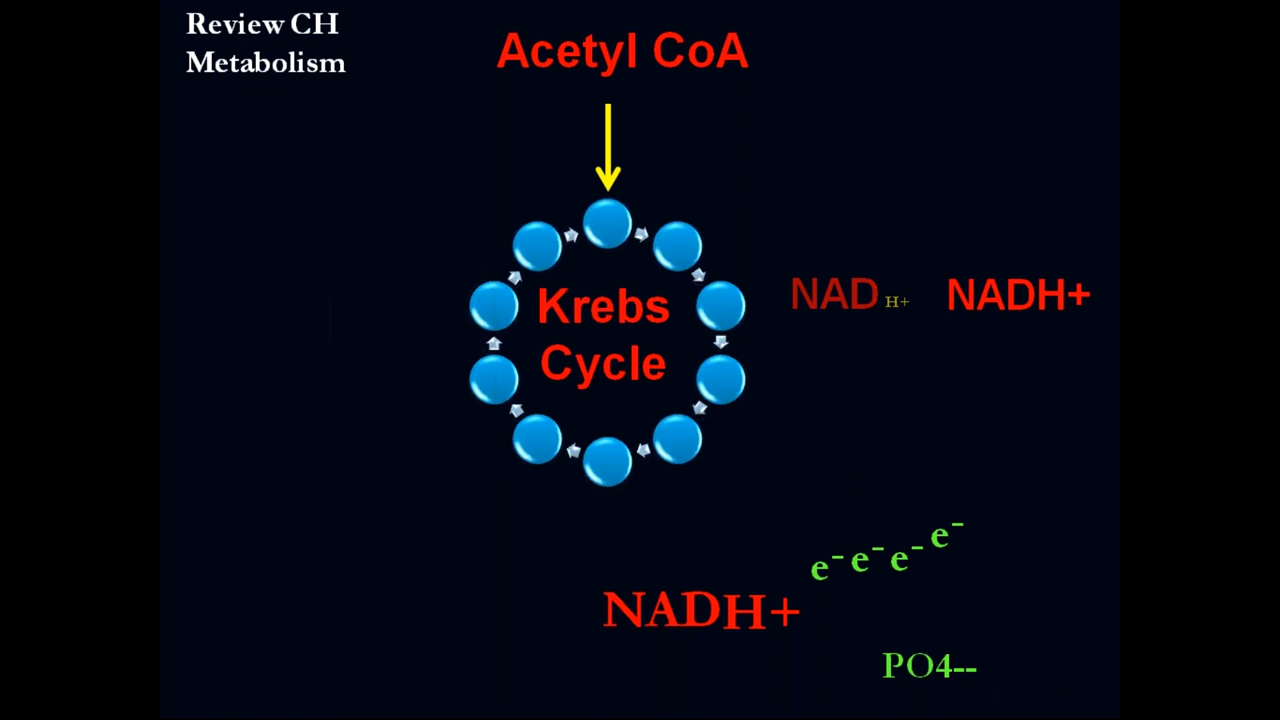 Review CH
Metabolism
Acetyl CoA
Krebs
Cycle
NAD H+ NADH+
e⁻ e⁻ e⁻ e⁻
NADH+
PO4--